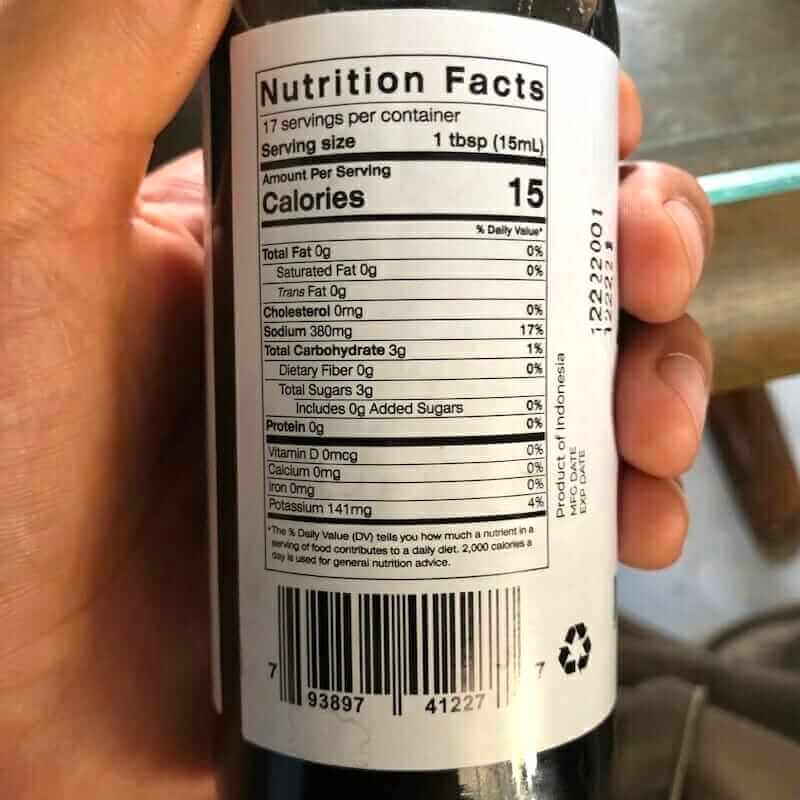 Nutrition Facts
17 servings per container
Serving size 1 tbsp (15mL)
Amount Per Serving
Calories 15
% Daily Value*
Total Fat 0g 0%
Saturated Fat 0g 0%
Trans Fat 0g
Cholesterol 0mg 0%
Sodium 380mg 17%
Total Carbohydrate 3g 1%
Dietary Fiber 0g 0%
Total Sugars 3g
Includes 0g Added Sugars 0%
Protein 0g 0%
Vitamin D 0mcg 0%
Calcium 0mg 0%
Iron 0mg 0%
Potassium 141mg 4%
*The % Daily Value (DV) tells you how much a nutrient in a
serving of food contributes to a daily diet. 2,000 calories a
day is used for general nutrition advice.
7 93897 41227 7
Product of Indonesia
MFG DATE
EXP DATE
12222001